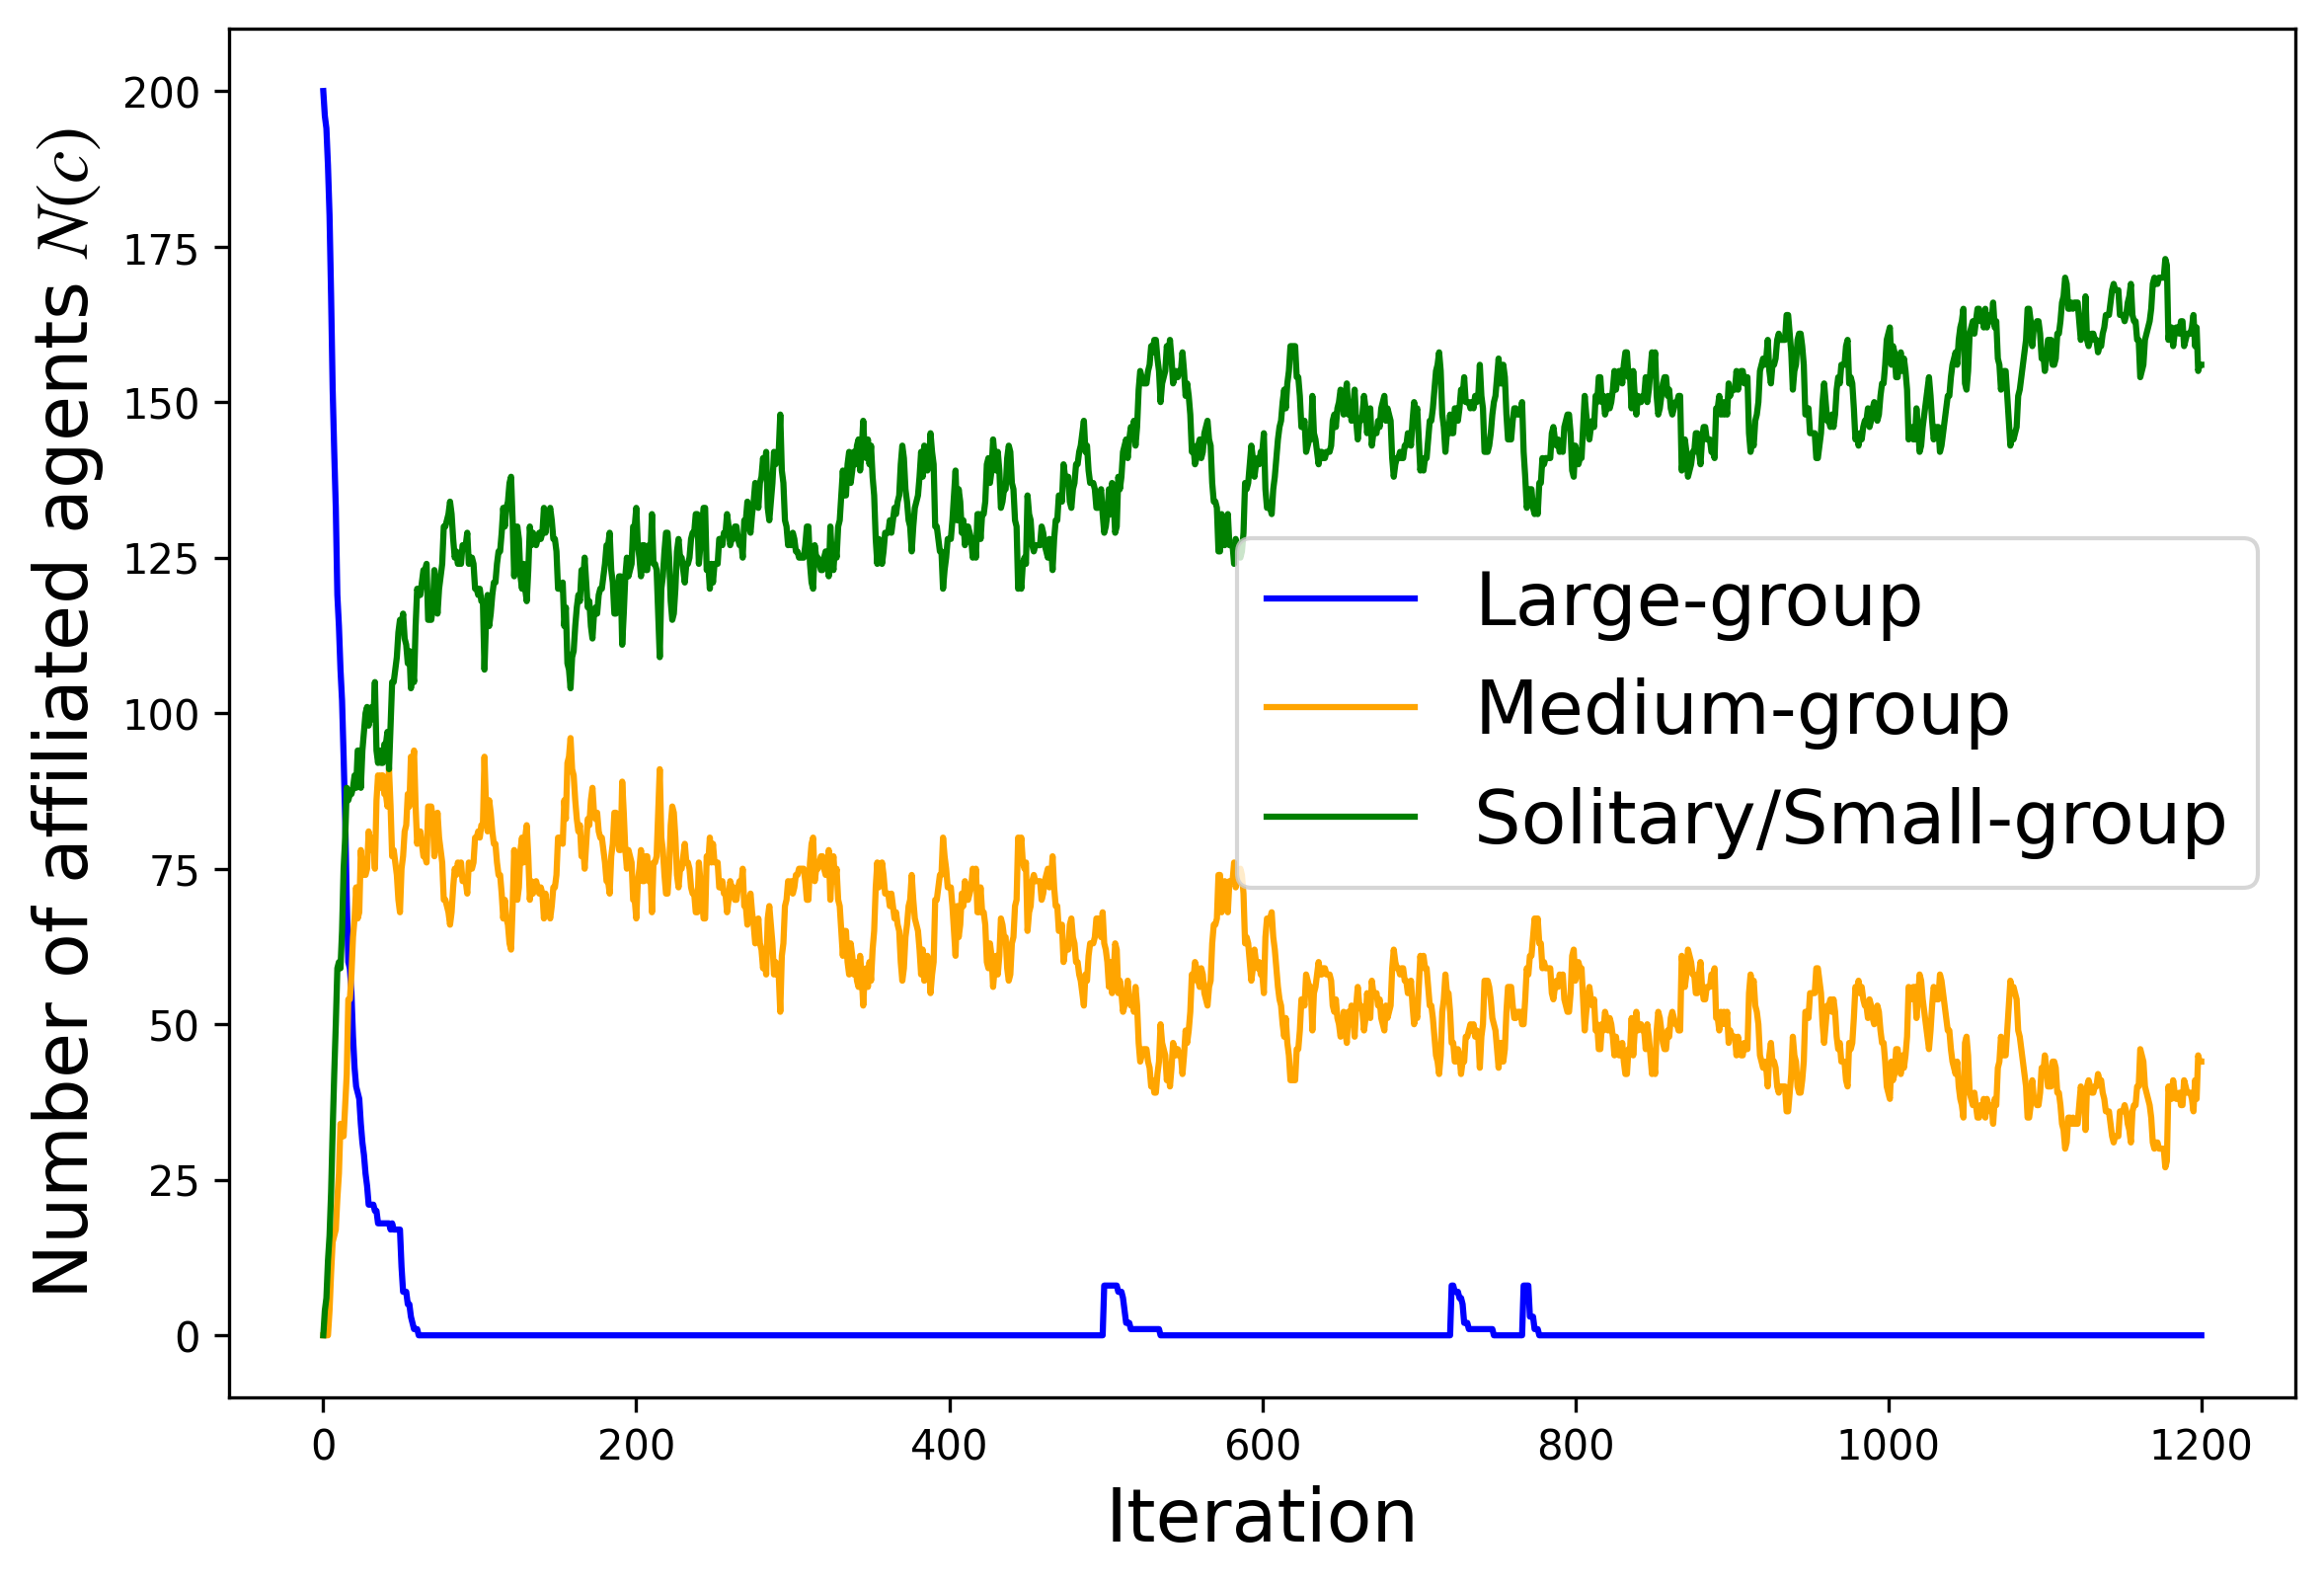 Number of affiliated agents N(c)
200
175
150
125
100
75
50
25
0
Large-group
Medium-group
Solitary/Small-group
0 200 400 600 800 1000 1200
Iteration